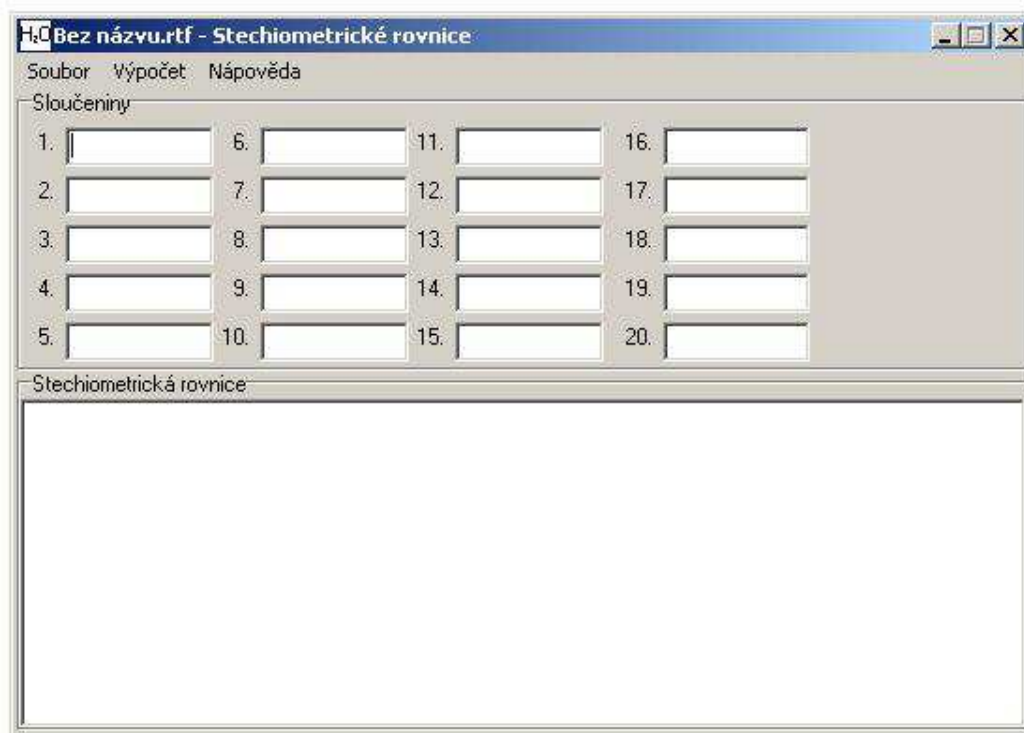 H₂O Bez názvu.rtf - Stechiometrické rovnice
Soubor Výpočet Nápověda
Sloučeniny
1. 6. 11. 16.
2. 7. 12. 17.
3. 8. 13. 18.
4. 9. 14. 19.
5. 10. 15. 20.
Stechiometrická rovnice